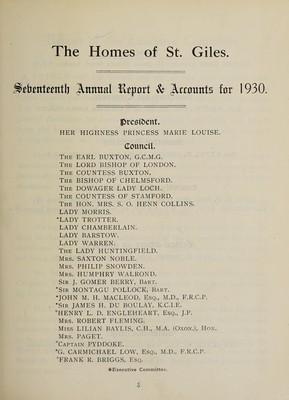 The Homes of St. Giles.
Seventeenth Annual Report & Accounts for 1930.
President.
HER HIGHNESS PRINCESS MARIE LOUISE.
Council.
THE EARL BUXTON, G.C.M.G.
THE LORD BISHOP OF LONDON.
THE COUNTESS BUXTON.
THE BISHOP OF CHELMSFORD.
THE DOWAGER LADY LOCH.
THE COUNTESS OF STAMFORD.
THE HON. MRS. S. O. HENN COLLINS.
LADY MORRIS.
*LADY TROTTER.
LADY CHAMBERLAIN.
LADY BARSTOW.
LADY WARREN.
THE LADY HUNTINGFIELD.
MRS. SAXTON NOBLE.
MRS. PHILIP SNOWDEN.
MRS. HUMPHRY WALROND.
SIR J. GOMER BERRY, BART.
*SIR MONTAGU POLLOCK, BART.
*JOHN M. H. MACLEOD, ESQ., M.D., F.R.C.P.
*SIR JAMES H. DU BOULAY, K.C.I.E.
*HENRY L. D. ENGLEHEART, ESQ., J.P.
MRS. ROBERT FLEMING.
MISS LILIAN BAYLIS, C.H., M.A. (OXON.), HON.
MRS. PAGET.
*CAPTAIN PYDDOKE.
*G. CARMICHAEL LOW, ESQ., M.D., F.R.C.P.
*FRANK R. BRIGGS, ESQ.
*Executive Committee.